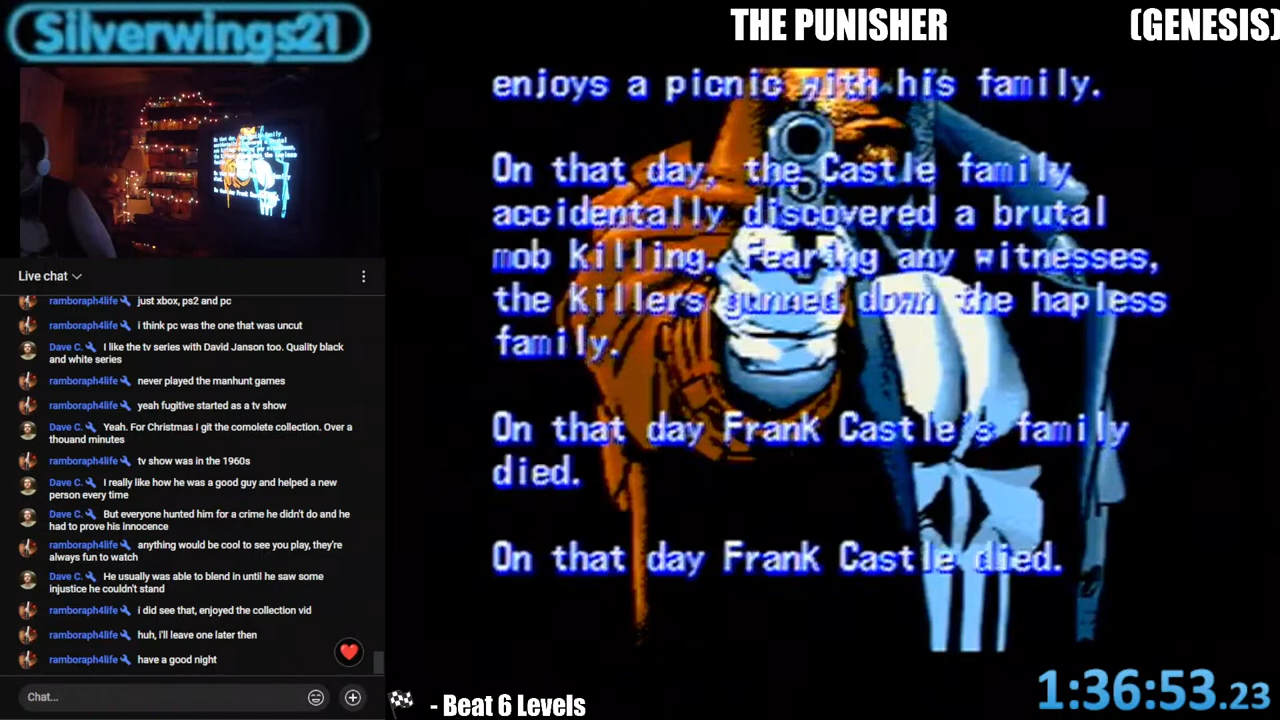 Silverwings21
THE PUNISHER (GENESIS)
Live chat
ramboraph4life just xbox, ps2 and pc
ramboraph4life i think pc was the one that was uncut
Dave C. I like the tv series with David Janson too. Quality black
and white series
ramboraph4life never played the manhunt games
ramboraph4life yeah fugitive started as a tv show
Dave C. Yeah. For Christmas I git the comolete collection. Over a
thouand minutes
ramboraph4life tv show was in the 1960s
Dave C. I really like how he was a good guy and helped a new
person every time
Dave C. But everyone hunted him for a crime he didn't do and he
had to prove his innocence
ramboraph4life anything would be cool to see you play, they're
always fun to watch
Dave C. He usually was able to blend in until he saw some
injustice he couldn't stand
ramboraph4life i did see that, enjoyed the collection vid
ramboraph4life huh, i'll leave one later then
ramboraph4life have a good night
Chat...
enjoys a picnic with his family.
On that day, the Castle family
accidentally discovered a brutal
mob killing. Fearing any witnesses,
the killers gunned down the hapless
family.
On that day Frank Castle's family
died.
On that day Frank Castle died.
- Beat 6 Levels
1:36:53.23